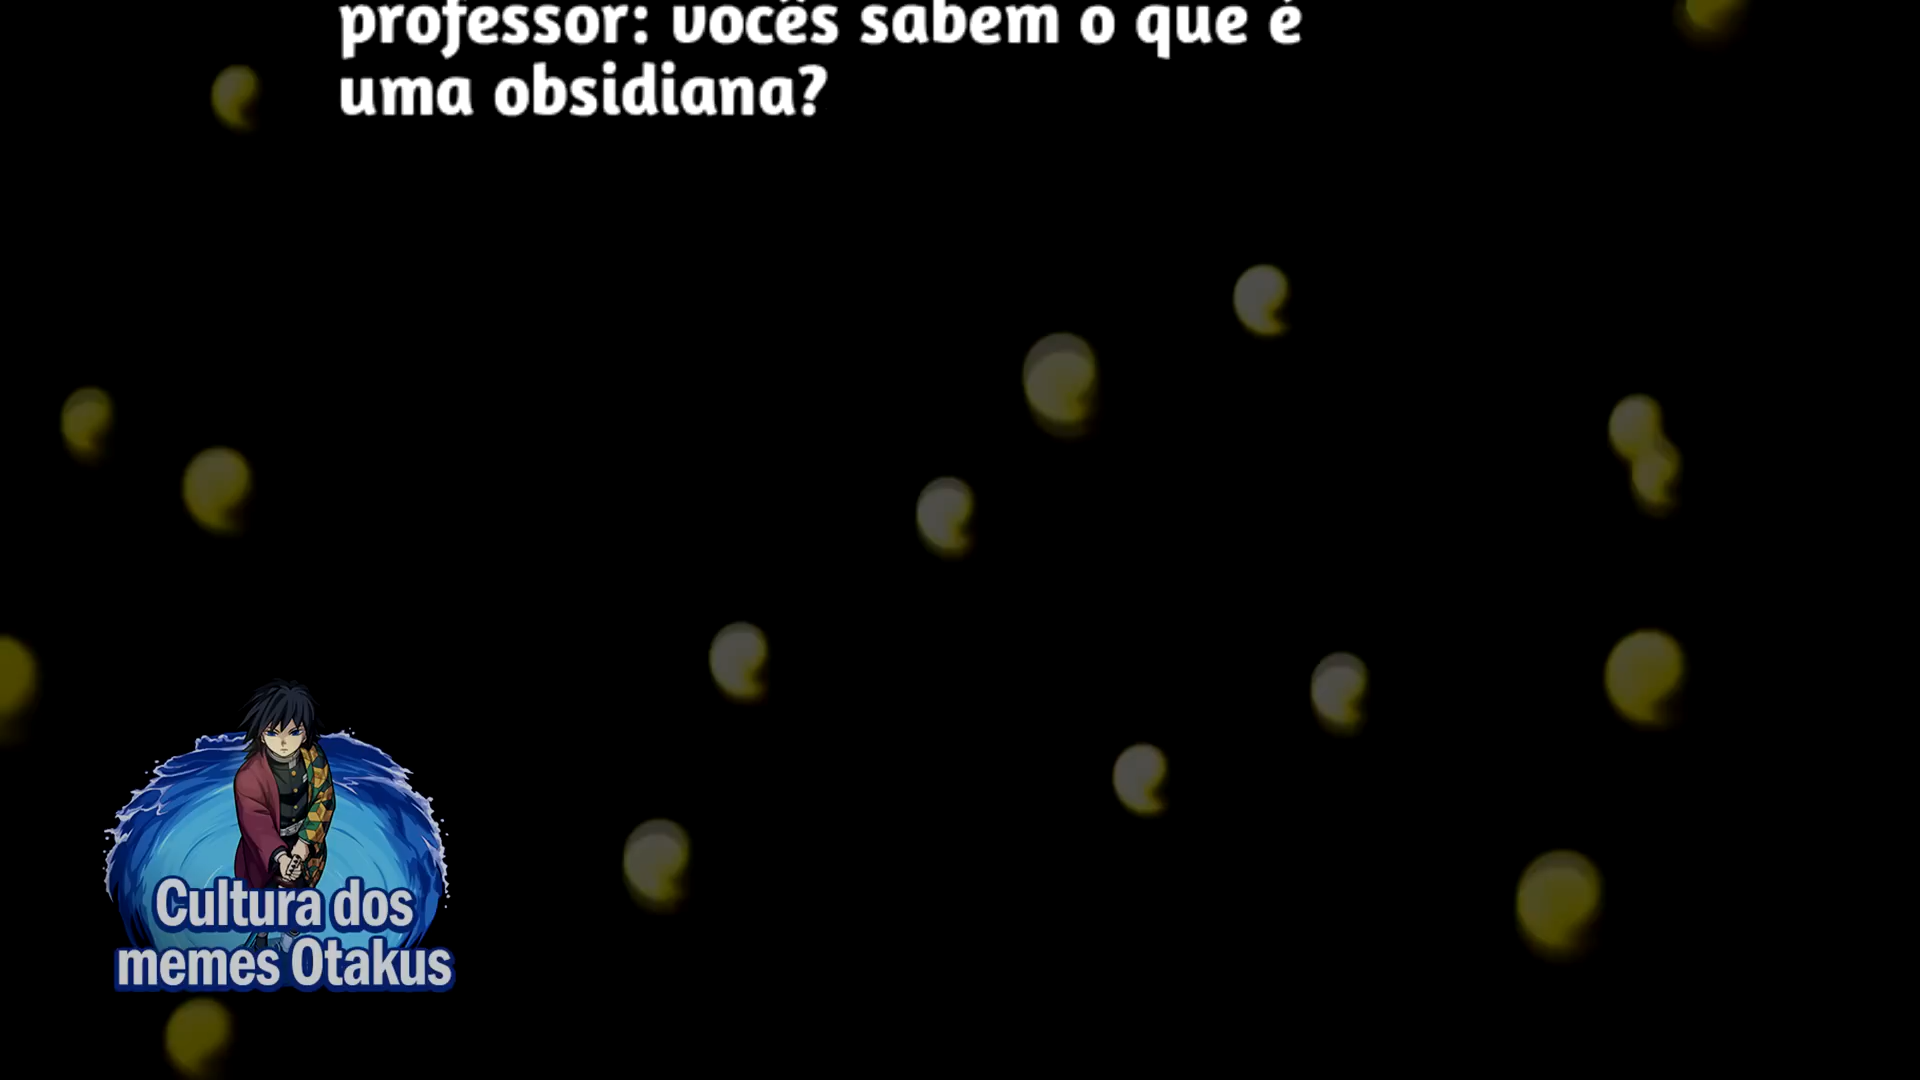 professor: vocês sabem o que é
uma obsidiana?
Cultura dos
memes Otakus